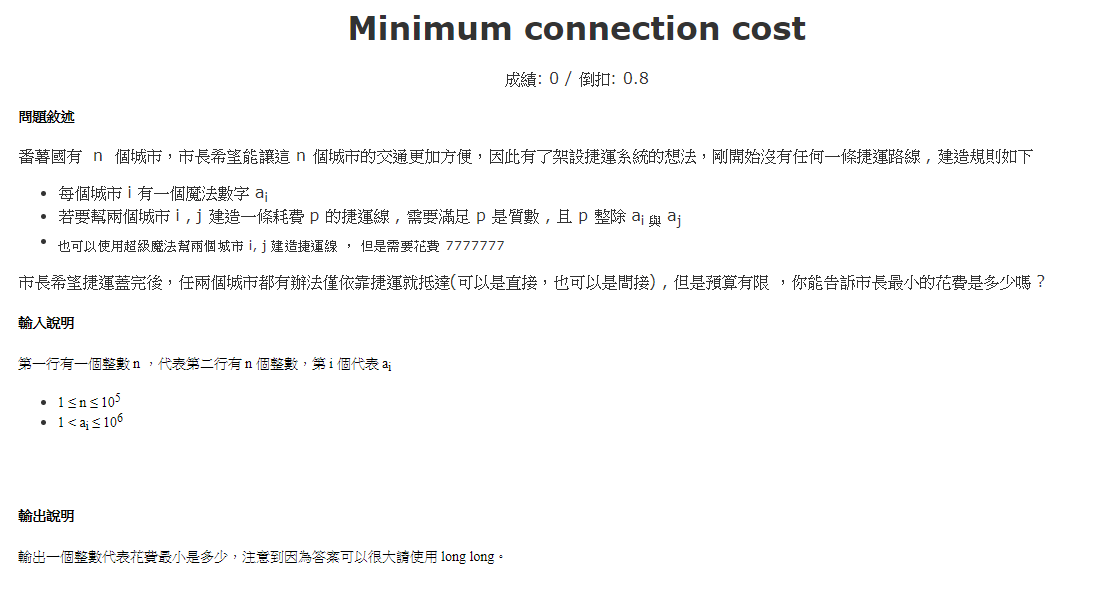 Minimum connection cost
成績: 0 / 倒扣: 0.8
問題敘述
番薯國有 n 個城市，市長希望能讓這 n 個城市的交通更加方便，因此有了架設捷運系統的想法，剛開始沒有任何一條捷運路線 , 建造規則如下
• 每個城市 i 有一個魔法數字 ai
• 若要幫兩個城市 i , j 建造一條耗費 p 的捷運線 , 需要滿足 p 是質數 , 且 p 整除 ai 與 aj
• 也可以使用超級魔法幫兩個城市 i, j 建造捷運線 ， 但是需要花費 7777777
市長希望捷運蓋完後，任兩個城市都有辦法僅依靠捷運就抵達(可以是直接，也可以是間接) , 但是預算有限 ，你能告訴市長最小的花費是多少嗎 ?
輸入說明
第一行有一個整數 n ，代表第二行有 n 個整數，第 i 個代表 ai
• 1 ≤ n ≤ 10^5
• 1 < ai ≤ 10^6
輸出說明
輸出一個整數代表花費最小是多少，注意到因為答案可以很大請使用 long long。